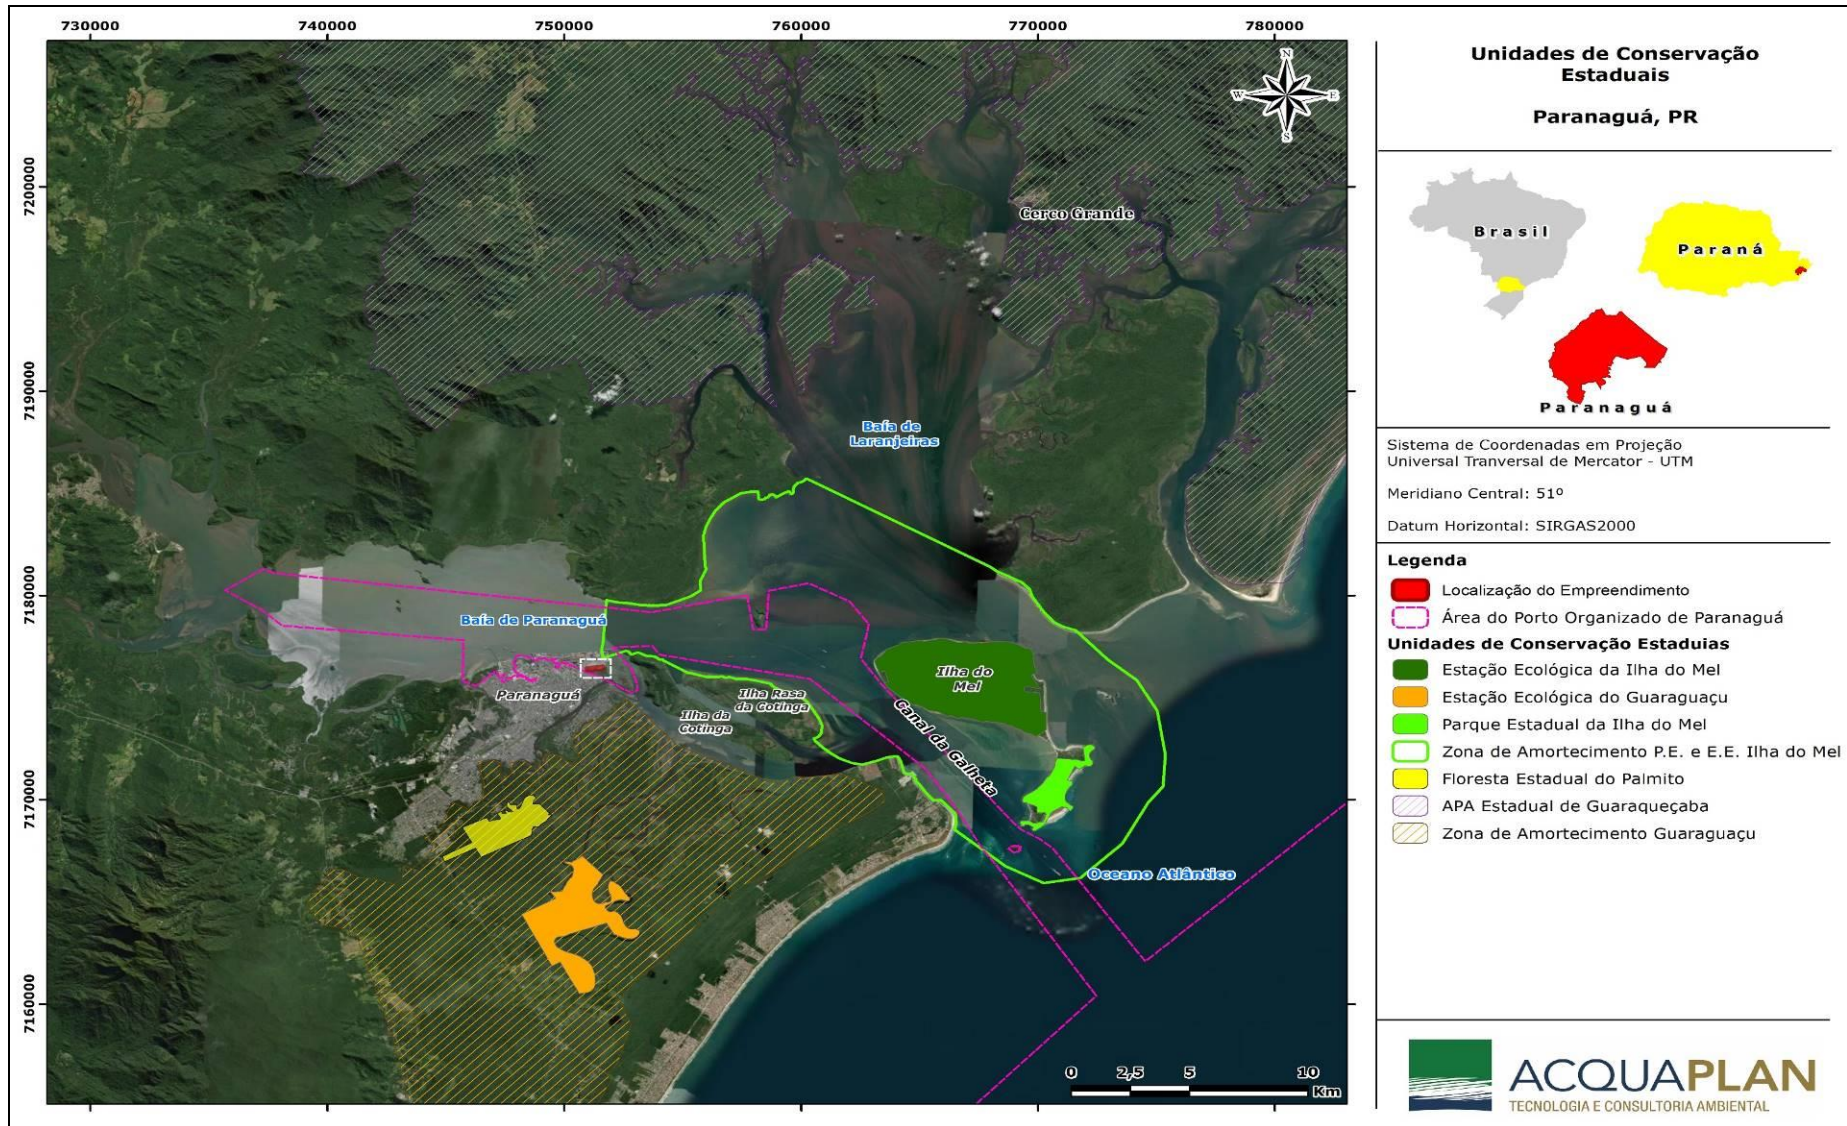 730000
740000
750000
760000
770000
780000
7200000
7190000
7180000
7170000
7160000
N
W
E
S
Cerco Grande
Baía de
Laranjeiras
Baía de Paranaguá
Paranaguá
Ilha da
Cotinga
Ilha Rasa
da Cotinga
Ilha do
Mel
Canal da Galheta
Oceano Atlântico
0 2,5 5 10
Km
Unidades de Conservação
Estaduais
Paranaguá, PR
Brasil
Paraná
Paranaguá
Sistema de Coordenadas em Projeção
Universal Tranversal de Mercator - UTM
Meridiano Central: 51º
Datum Horizontal: SIRGAS2000
Legenda
Localização do Empreendimento
Área do Porto Organizado de Paranaguá
Unidades de Conservação Estaduias
Estação Ecológica da Ilha do Mel
Estação Ecológica do Guaraguaçu
Parque Estadual da Ilha do Mel
Zona de Amortecimento P.E. e E.E. Ilha do Mel
Floresta Estadual do Palmito
APA Estadual de Guaraqueçaba
Zona de Amortecimento Guaraguaçu
ACQUAPLAN
TECNOLOGIA E CONSULTORIA AMBIENTAL